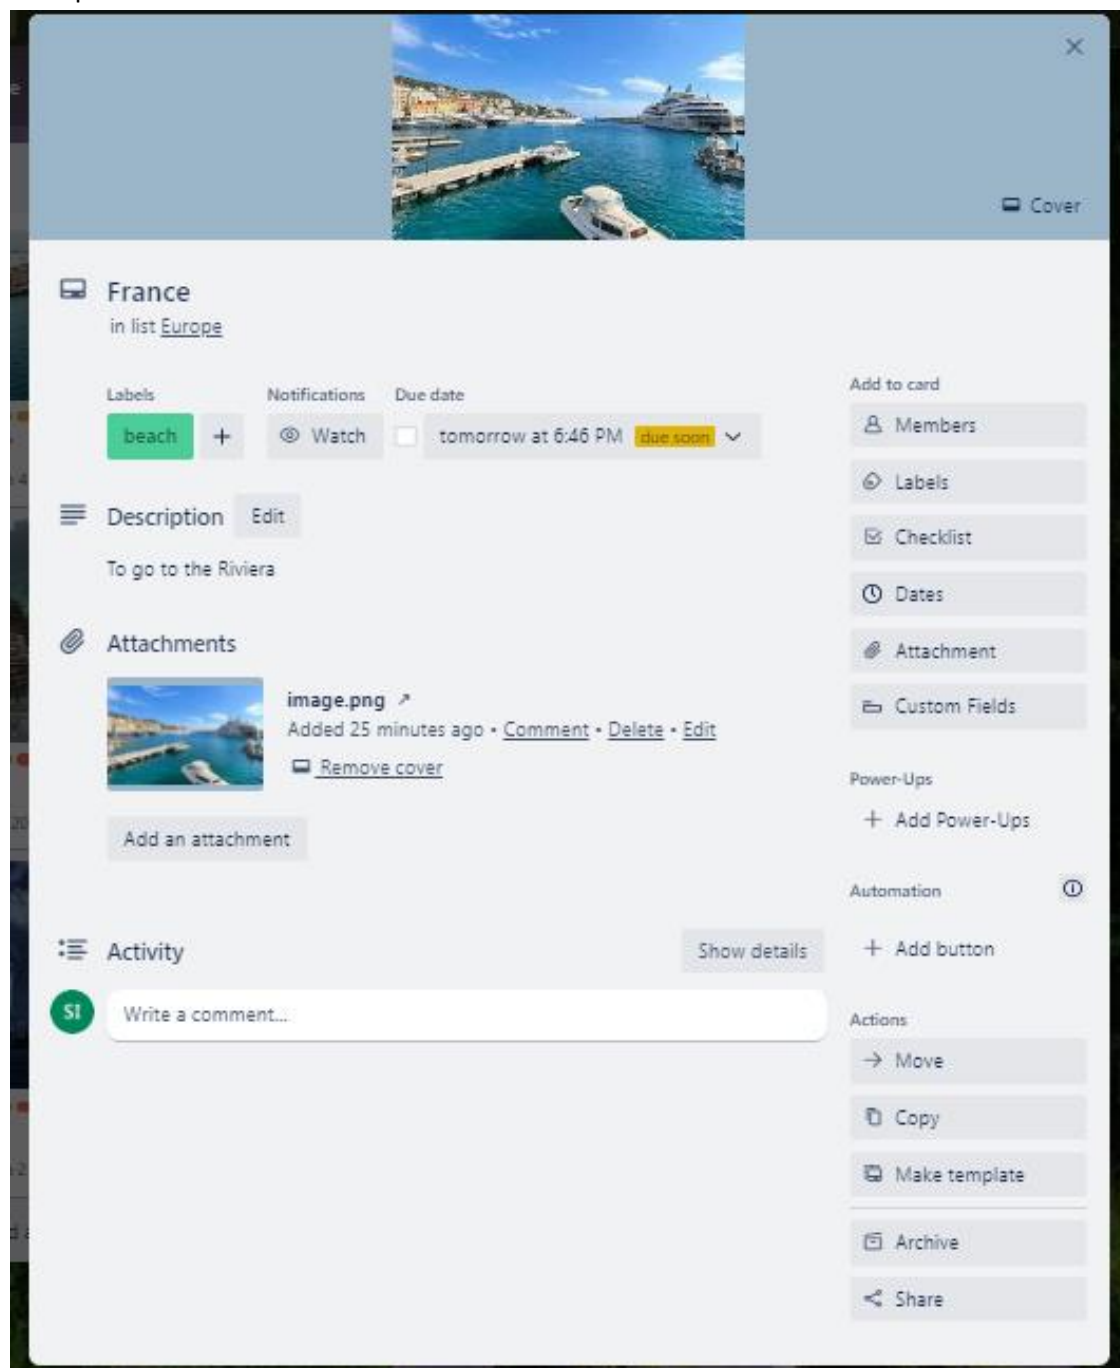 Cover
France
in list Europe
Labels
Notifications
Due date
beach
+
Watch
tomorrow at 6:46 PM due soon
Description Edit
To go to the Riviera
Attachments
image.png ↗
Added 25 minutes ago • Comment • Delete • Edit
Remove cover
Add an attachment
Activity
Show details
SI
Write a comment...
Add to card
Members
Labels
Checklist
Dates
Attachment
Custom Fields
Power-Ups
+ Add Power-Ups
Automation
+ Add button
Actions
Move
Copy
Make template
Archive
Share